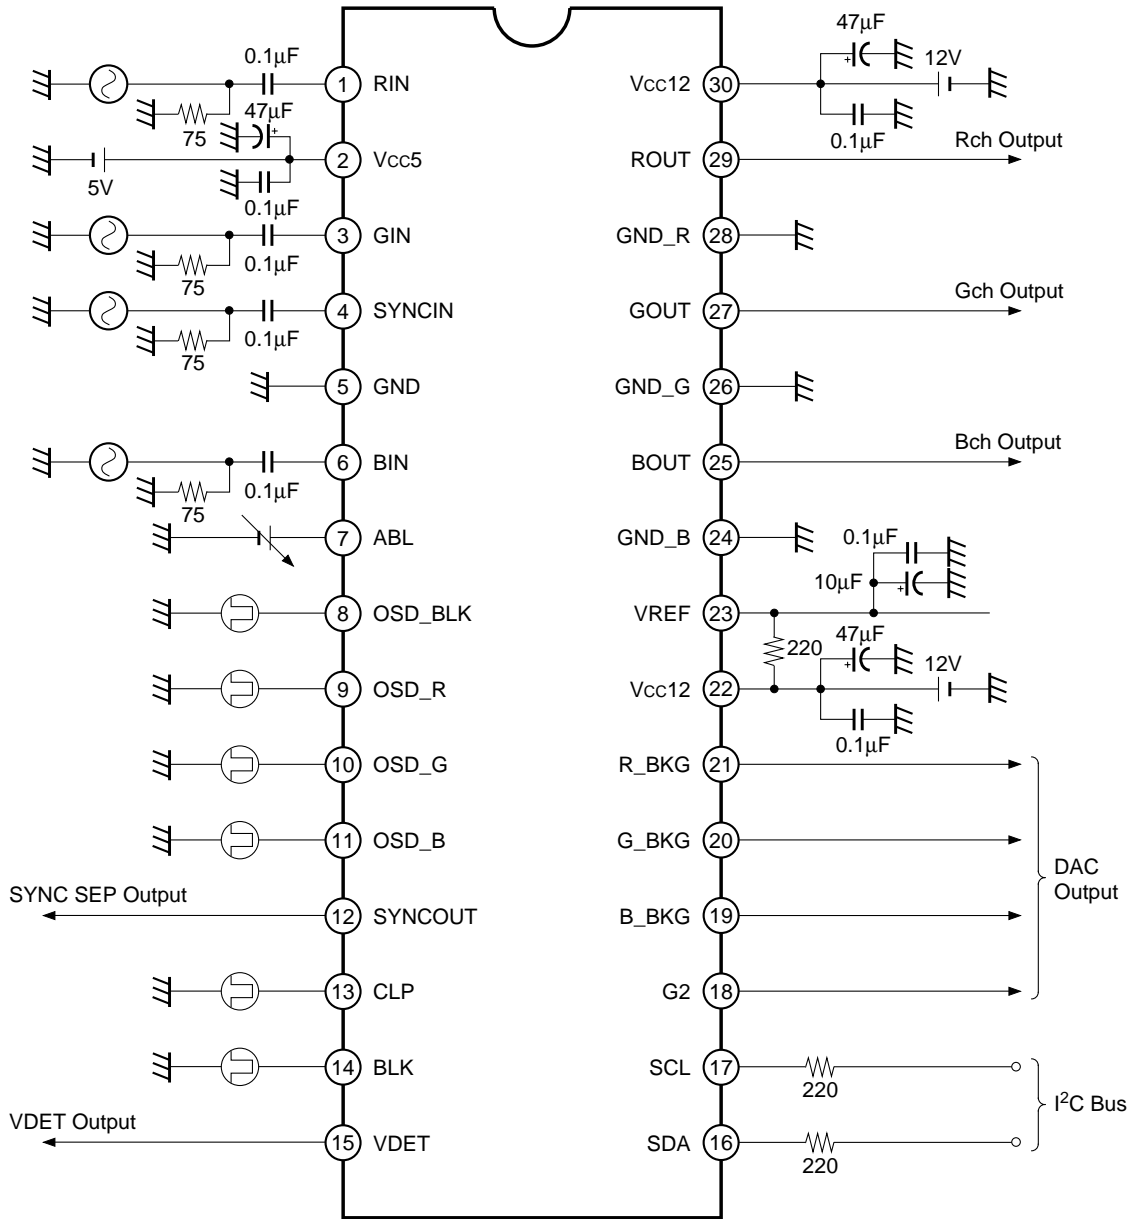 0.1µF
1
RIN
75
47µF
+
2
Vcc5
5V
0.1µF
3
GIN
75
0.1µF
4
SYNCIN
75
0.1µF
5
GND
6
BIN
75
0.1µF
7
ABL
8
OSD_BLK
9
OSD_R
10
OSD_G
11
OSD_B
SYNC SEP Output
12
SYNCOUT
13
CLP
14
BLK
VDET Output
15
VDET
47µF
+
12V
Vcc12
30
0.1µF
Rch Output
ROUT
29
GND_R
28
Gch Output
GOUT
27
GND_G
26
Bch Output
BOUT
25
GND_B
24
0.1µF
10µF
+
VREF
23
220
47µF
+
12V
Vcc12
22
0.1µF
R_BKG
21
G_BKG
20
DAC
Output
B_BKG
19
G2
18
SCL
17
220
I²C Bus
SDA
16
220